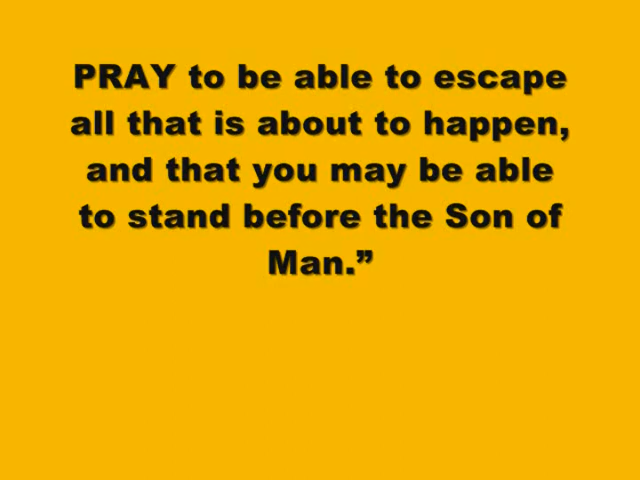 PRAY to be able to escape
all that is about to happen,
and that you may be able
to stand before the Son of
Man.”